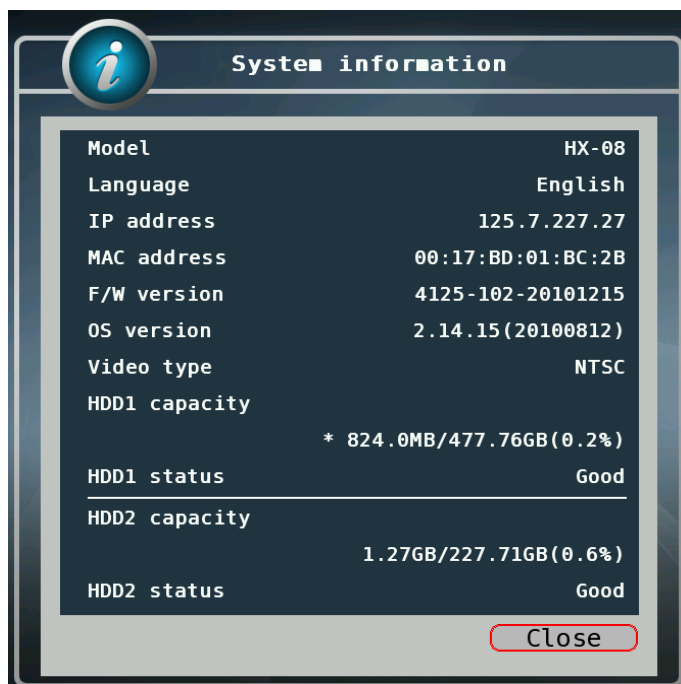 System information
Model HX-08
Language English
IP address 125.7.227.27
MAC address 00:17:BD:01:BC:2B
F/W version 4125-102-20101215
OS version 2.14.15(20100812)
Video type NTSC
HDD1 capacity
* 824.0MB/477.76GB(0.2%)
HDD1 status Good
HDD2 capacity
1.27GB/227.71GB(0.6%)
HDD2 status Good
Close